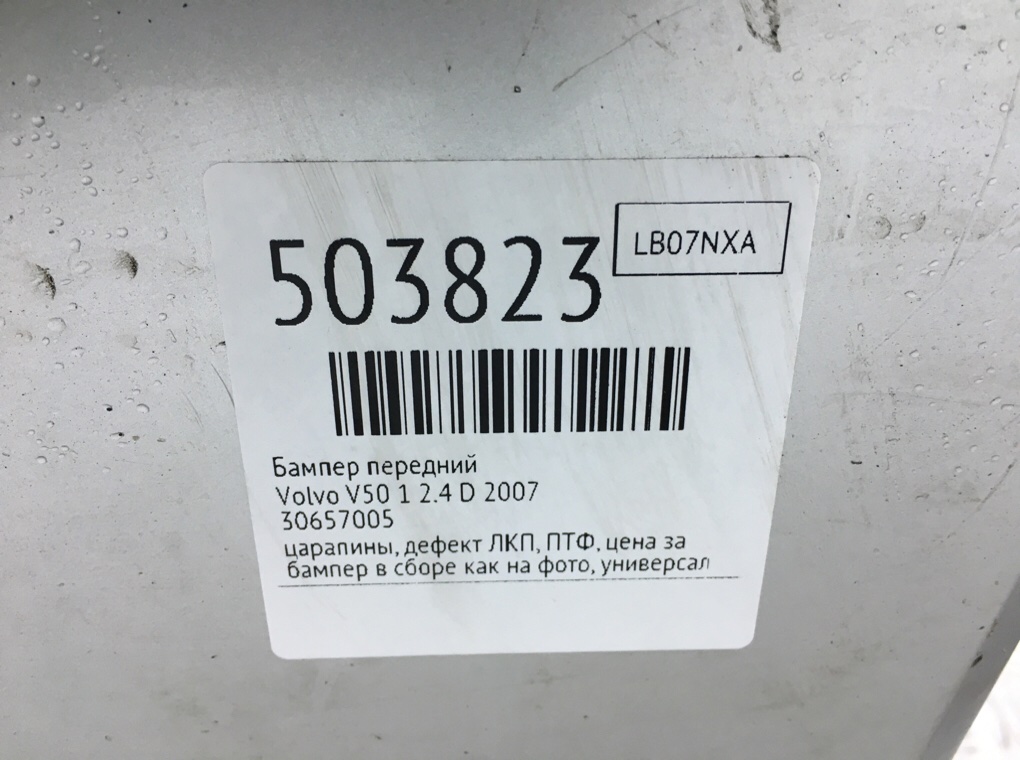 503823
LB07NXA
Бампер передний
Volvo V50 1 2.4 D 2007
30657005
царапины, дефект ЛКП, ПТФ, цена за
бампер в сборе как на фото, универсал